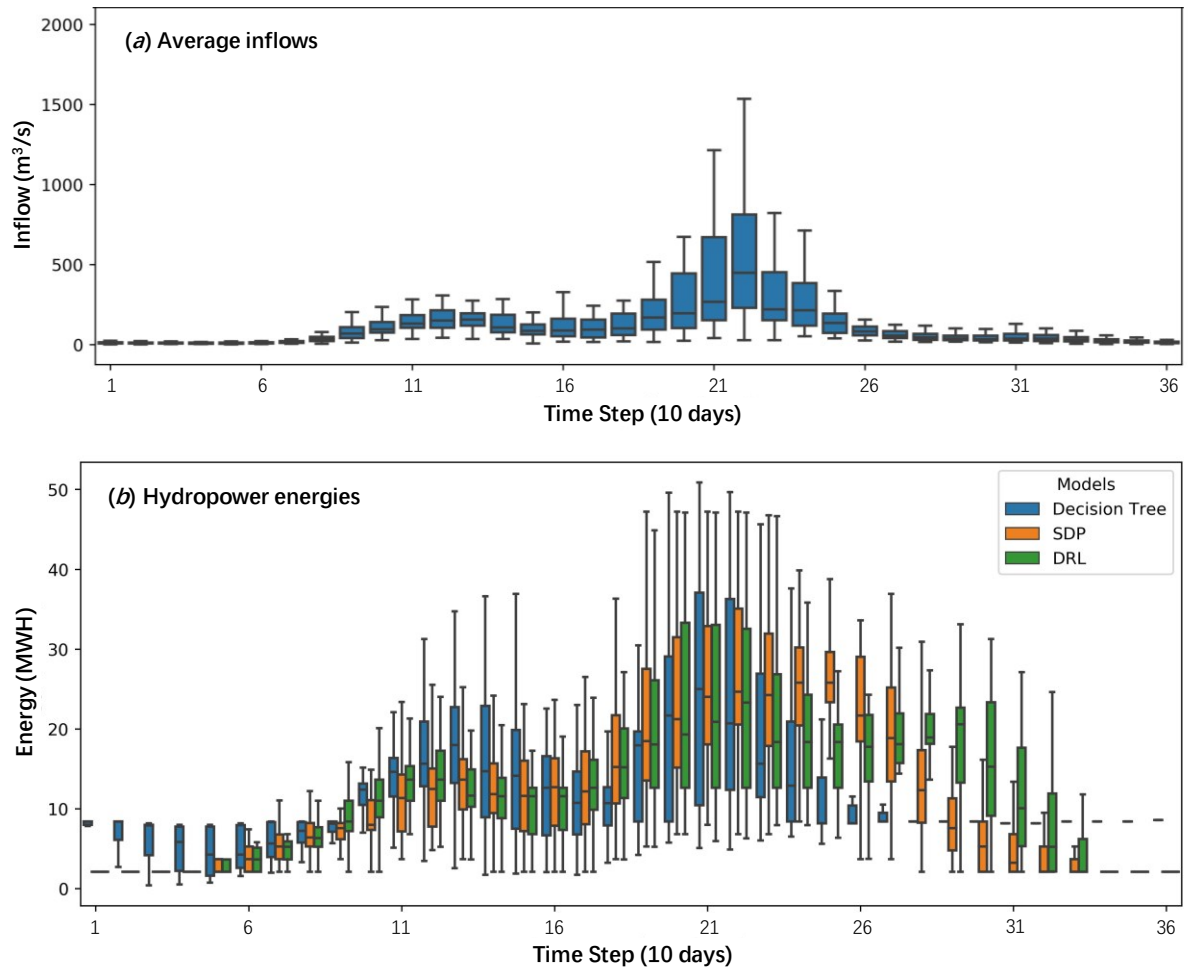 (a) Average inflows
2000
1500
1000
500
0
Inflow (m³/s)
1 6 11 16 21 26 31 36
Time Step (10 days)
(b) Hydropower energies
Models
Decision Tree
SDP
DRL
50
40
30
20
10
0
Energy (MWH)
1 6 11 16 21 26 31 36
Time Step (10 days)